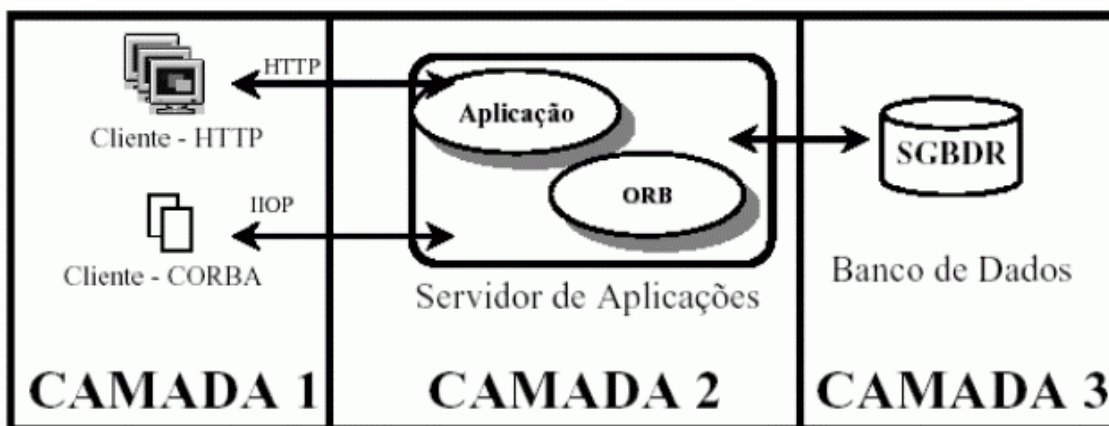 HTTP
Cliente - HTTP
IIOP
Cliente - CORBA
CAMADA 1
Aplicação
ORB
Servidor de Aplicações
CAMADA 2
SGBDR
Banco de Dados
CAMADA 3